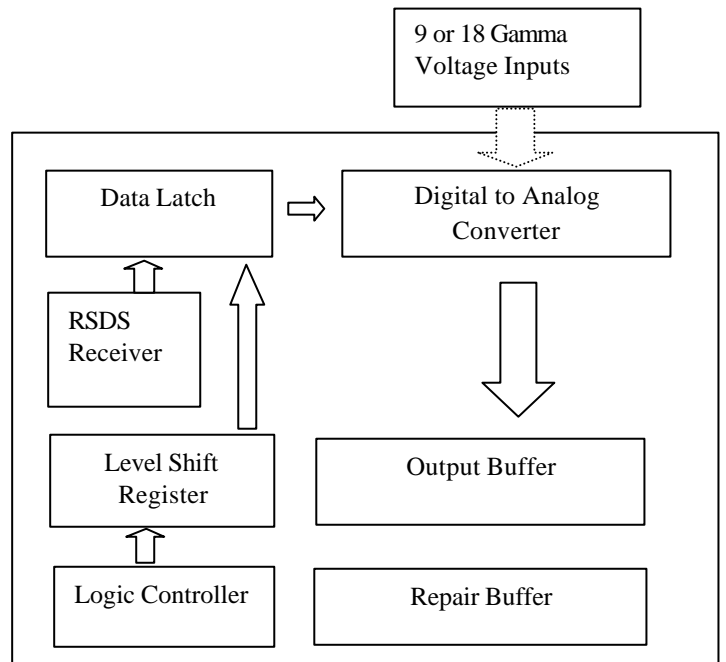 9 or 18 Gamma
Voltage Inputs
Data Latch
Digital to Analog
Converter
RSDS
Receiver
Level Shift
Register
Output Buffer
Logic Controller
Repair Buffer